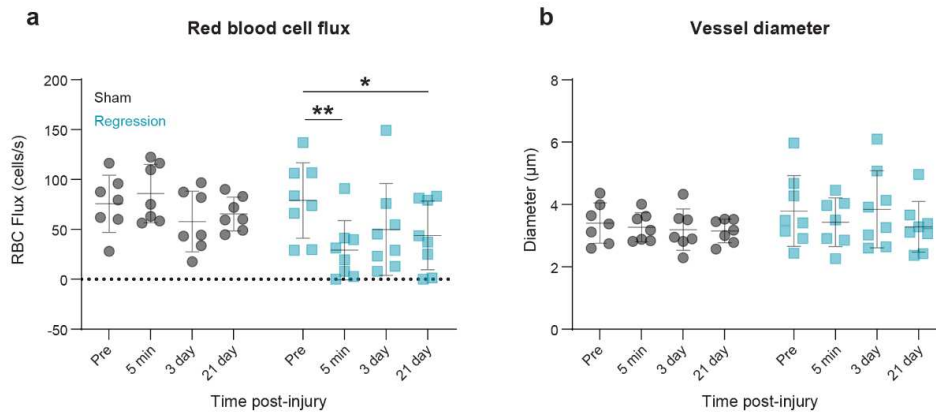 a
Red blood cell flux
200
150
100
50
0
-50
RBC Flux (cells/s)
Sham
Regression
*
**
Pre
5 min
3 day
21 day
Pre
5 min
3 day
21 day
Time post-injury
b
Vessel diameter
8
6
4
2
0
Diameter (µm)
Pre
5 min
3 day
21 day
Pre
5 min
3 day
21 day
Time post-injury